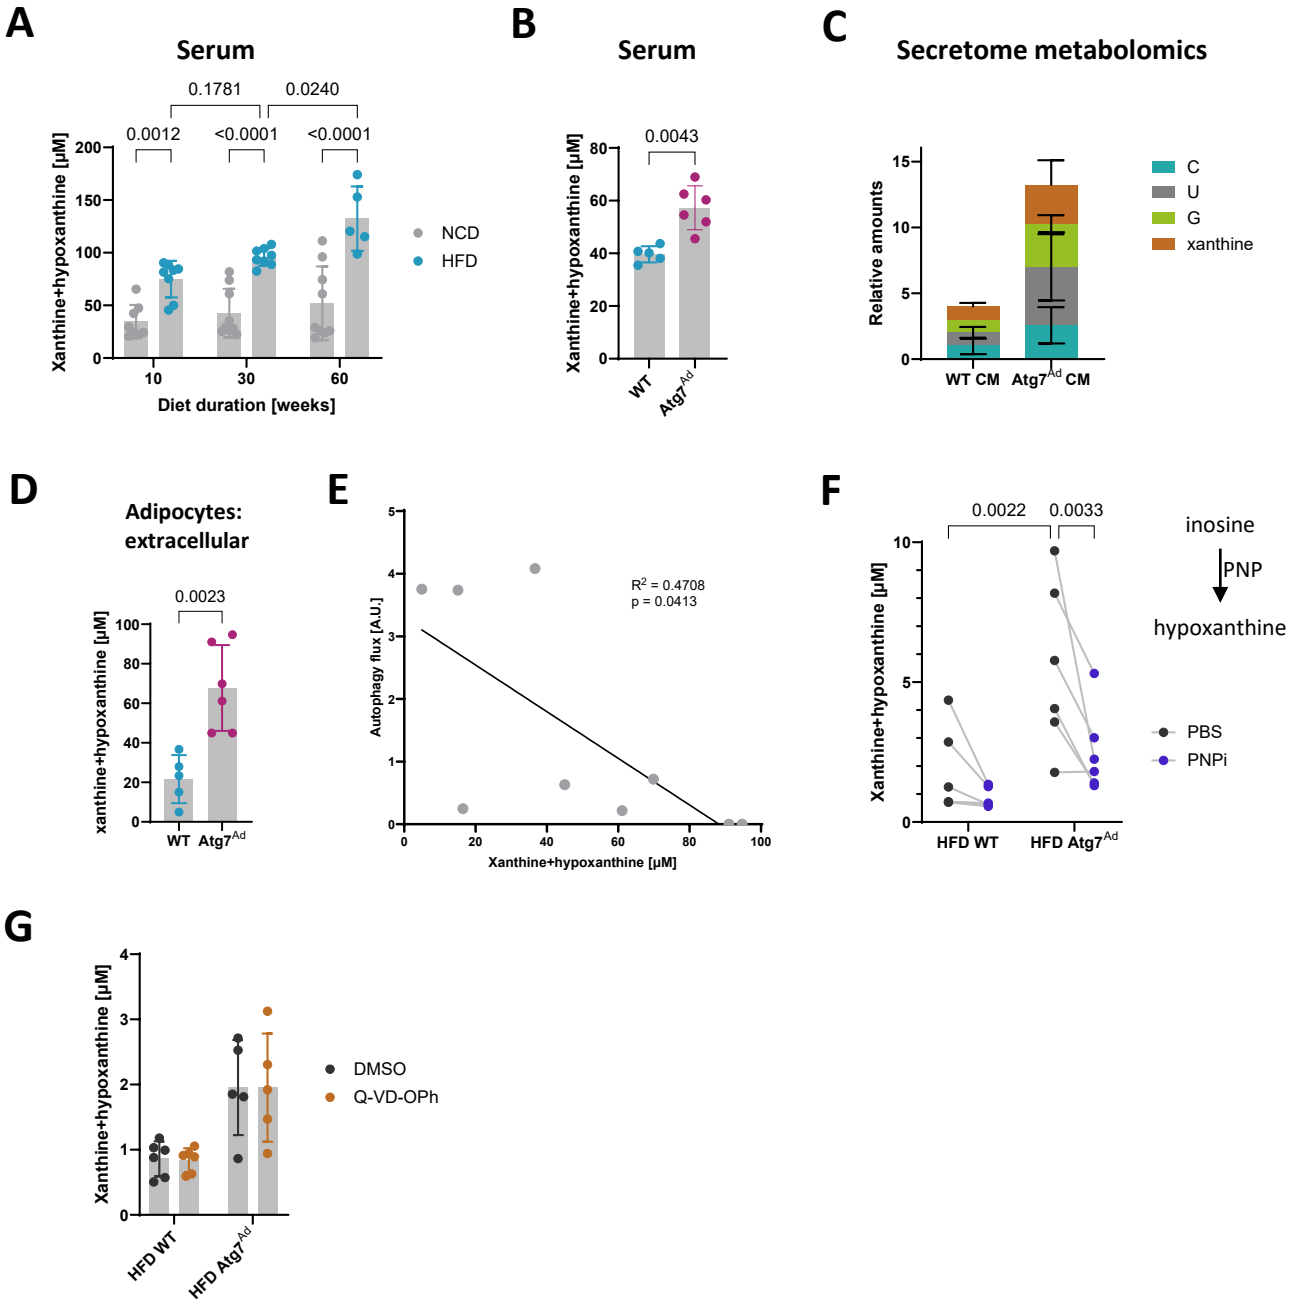 A
Serum
0.1781
0.0240
0.0012
<0.0001
<0.0001
Xanthine+hypoxanthine [µM]
200
150
100
50
0
10
30
60
Diet duration [weeks]
NCD
HFD
B
Serum
0.0043
Xanthine+hypoxanthine [µM]
80
60
40
20
0
WT
Atg7Ad
C
Secretome metabolomics
Relative amounts
15
10
5
0
WT CM
Atg7Ad CM
C
U
G
xanthine
D
Adipocytes:
extracellular
0.0023
xanthine+hypoxanthine [µM]
100
80
60
40
20
0
WT
Atg7Ad
E
Autophagy flux [A.U.]
5
4
3
2
1
0
R2 = 0.4708
p = 0.0413
0
20
40
60
80
100
Xanthine+hypoxanthine [µM]
F
0.0022
0.0033
Xanthine+hypoxanthine [µM]
10
5
0
HFD WT
HFD Atg7Ad
inosine
PNP
hypoxanthine
PBS
PNPi
G
Xanthine+hypoxanthine [µM]
4
3
2
1
0
HFD WT
HFD Atg7Ad
DMSO
Q-VD-OPh